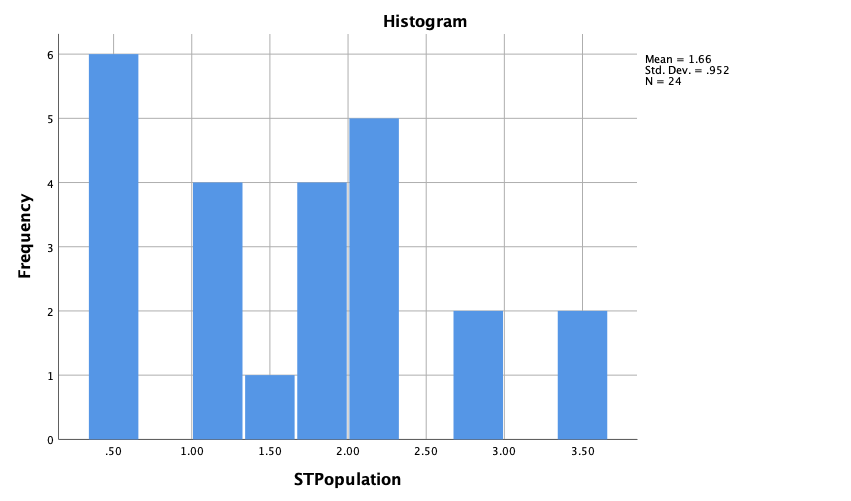 Histogram
Mean = 1.66
Std. Dev. = .952
N = 24
6
5
4
3
2
1
0
Frequency
.50 1.00 1.50 2.00 2.50 3.00 3.50
STPopulation